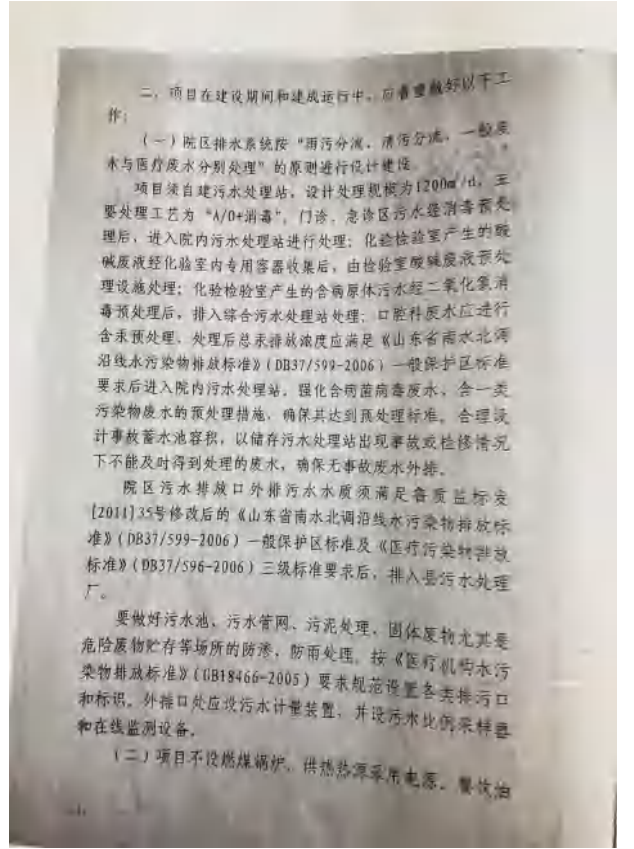 二、项目在建设期间和建成运行中,应着重做好以下工
作:
(一)院区排水系统按“雨污分流、清污分流、一般废
水与医疗废水分别处理”的原则进行设计建设。
项目须自建污水处理站,设计处理规模为1200m³/d,主
要处理工艺为“A/O+消毒”。门诊、急诊区污水经消毒预处
理后,进入院内污水处理站进行处理;化验检验室产生的酸
碱废液经化验室内专用容器收集后,由检验室酸碱废液预处
理设施处理;化验检验室产生的含病原体污水经二氧化氯消
毒预处理后,排入综合污水处理站处理;口腔科废水应进行
含汞预处理,处理后总汞排放浓度应满足《山东省南水北调
沿线水污染物排放标准》(DB37/599-2006)一般保护区标准
要求后进入院内污水处理站。强化含病菌病毒废水、含一类
污染物废水的预处理措施,确保其达到预处理标准。合理设
计事故蓄水池容积,以储存污水处理站出现事故或检修情况
下不能及时得到处理的废水,确保无事故废水外排。
院区污水排放口外排污水水质须满足鲁质监标发
[2011]35号修改后的《山东省南水北调沿线水污染物排放标
准》(DB37/599-2006)一般保护区标准及《医疗污染物排放
标准》(DB37/596-2006)三级标准要求后,排入县污水处理
厂。
要做好污水池、污水管网、污泥处理、固体废物尤其是
危险废物贮存等场所的防渗、防雨处理。按《医疗机构水污
染物排放标准》(GB18466-2005)要求规范设置各类排污口
和标识。外排口处应设污水计量装置,并设污水比例采样器
和在线监测设备。
(二)项目不设燃煤锅炉,供热热源采用电源。餐饮油